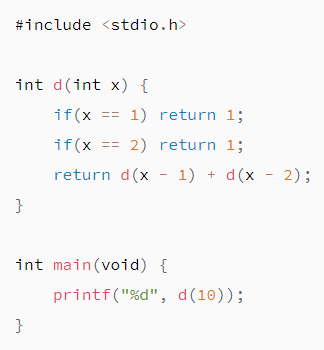 #include <stdio.h>

int d(int x) {
    if(x == 1) return 1;
    if(x == 2) return 1;
    return d(x - 1) + d(x - 2);
}

int main(void) {
    printf("%d", d(10));
}